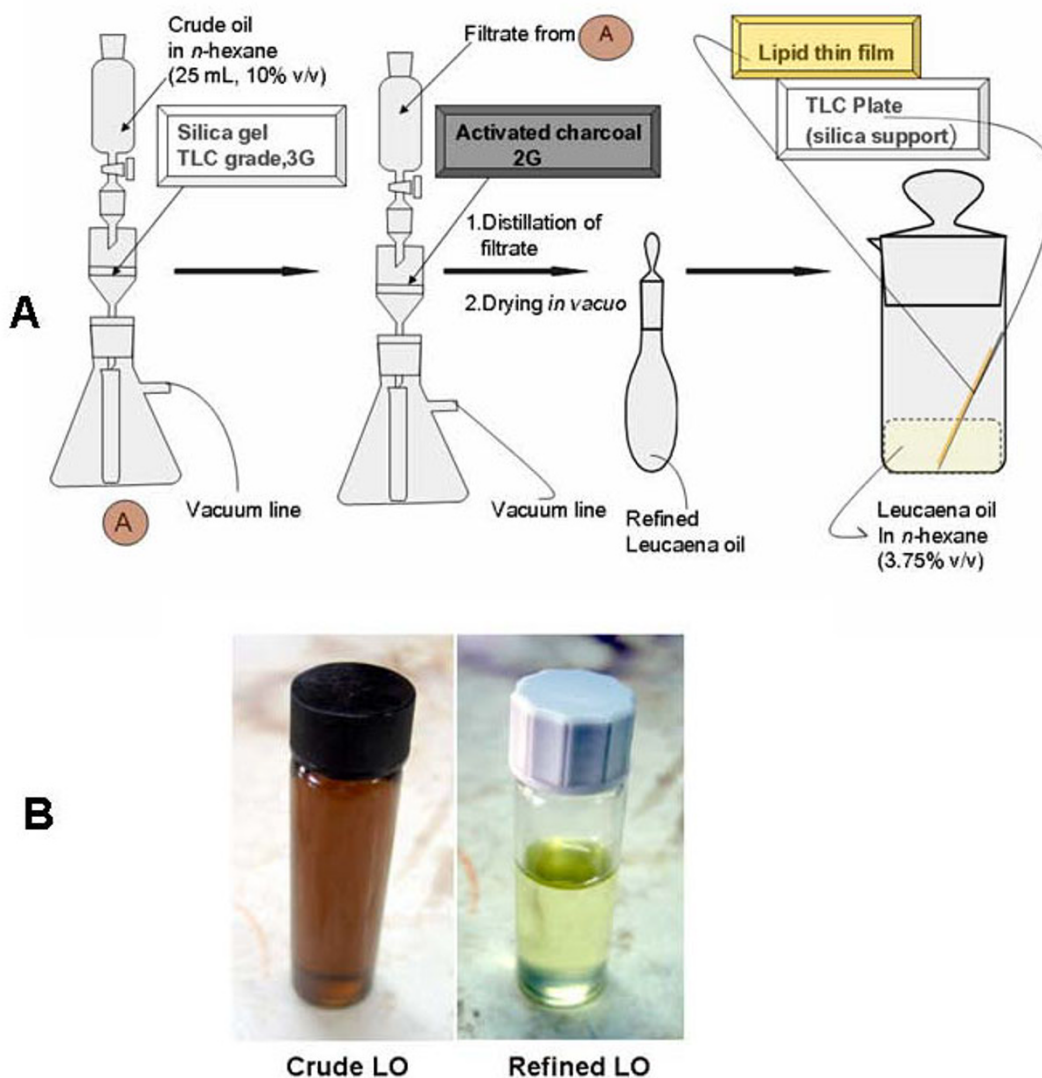 Crude oil
in n-hexane
(25 mL, 10% v/v)
Silica gel
TLC grade,3G
Filtrate from A
Activated charcoal
2G
Lipid thin film
TLC Plate
(silica support)
1.Distillation of
filtrate
2.Drying in vacuo
A
Vacuum line
A
Vacuum line
Refined
Leucaena oil
Leucaena oil
In n-hexane
(3.75% v/v)
B
Crude LO
Refined LO